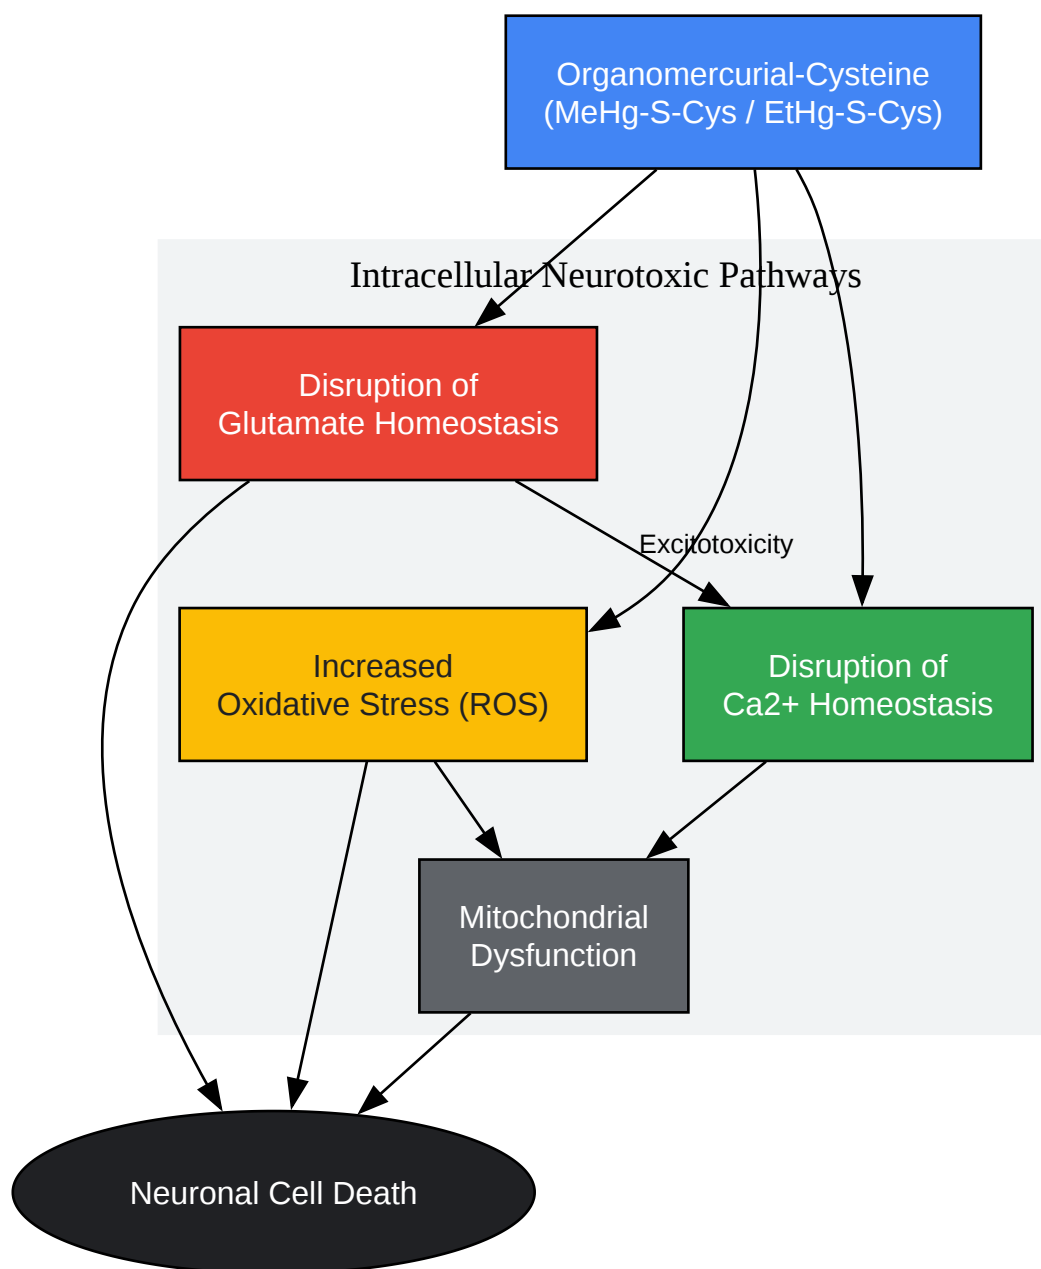 Organomercurial-Cysteine
(MeHg-S-Cys / EtHg-S-Cys)
Intracellular Neurotoxic Pathways
Disruption of
Glutamate Homeostasis
Excitotoxicity
Increased
Oxidative Stress (ROS)
Disruption of
Ca2+ Homeostasis
Mitochondrial
Dysfunction
Neuronal Cell Death